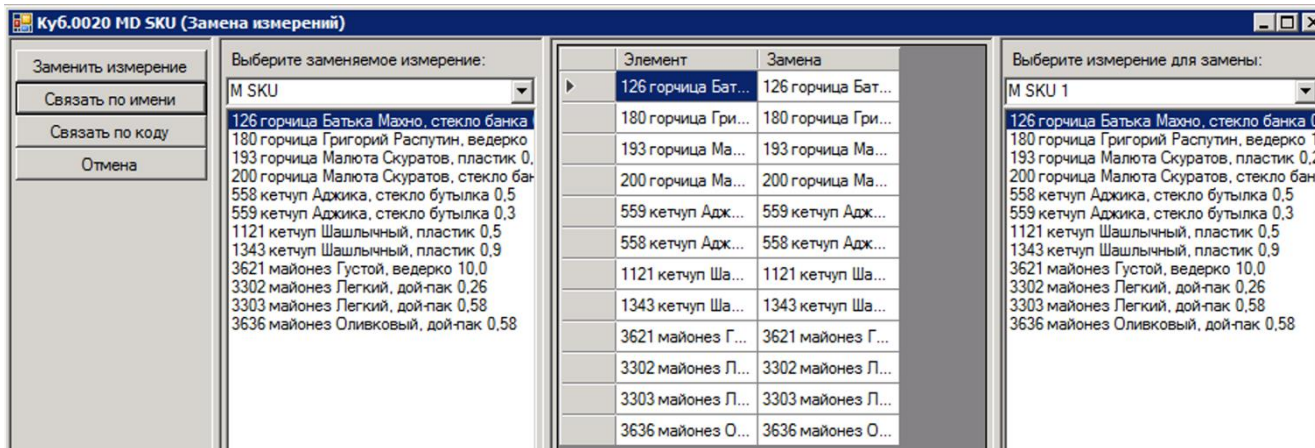 Куб.0020 MD SKU (Замена измерений)
Заменить измерение
Связать по имени
Связать по коду
Отмена
Выберите заменяемое измерение:
M SKU
126 горчица Батька Махно, стекло банка
180 горчица Григорий Распутин, ведерко
193 горчица Малюта Скуратов, пластик 0,
200 горчица Малюта Скуратов, стекло бан
558 кетчуп Аджика, стекло бутылка 0,5
559 кетчуп Аджика, стекло бутылка 0,3
1121 кетчуп Шашлычный, пластик 0,5
1343 кетчуп Шашлычный, пластик 0,9
3621 майонез Густой, ведерко 10,0
3302 майонез Легкий, дой-пак 0,26
3303 майонез Легкий, дой-пак 0,58
3636 майонез Оливковый, дой-пак 0,58
Элемент Замена
126 горчица Бат... 126 горчица Бат...
180 горчица Гри... 180 горчица Гри...
193 горчица Ма... 193 горчица Ма...
200 горчица Ма... 200 горчица Ма...
559 кетчуп Адж... 559 кетчуп Адж...
558 кетчуп Адж... 558 кетчуп Адж...
1121 кетчуп Ша... 1121 кетчуп Ша...
1343 кетчуп Ша... 1343 кетчуп Ша...
3621 майонез Г... 3621 майонез Г...
3302 майонез Л... 3302 майонез Л...
3303 майонез Л... 3303 майонез Л...
3636 майонез О... 3636 майонез О...
Выберите измерение для замены:
M SKU 1
126 горчица Батька Махно, стекло банка 0
180 горчица Григорий Распутин, ведерко 1
193 горчица Малюта Скуратов, пластик 0,2
200 горчица Малюта Скуратов, стекло бан
558 кетчуп Аджика, стекло бутылка 0,5
559 кетчуп Аджика, стекло бутылка 0,3
1121 кетчуп Шашлычный, пластик 0,5
1343 кетчуп Шашлычный, пластик 0,9
3621 майонез Густой, ведерко 10,0
3302 майонез Легкий, дой-пак 0,26
3303 майонез Легкий, дой-пак 0,58
3636 майонез Оливковый, дой-пак 0,58